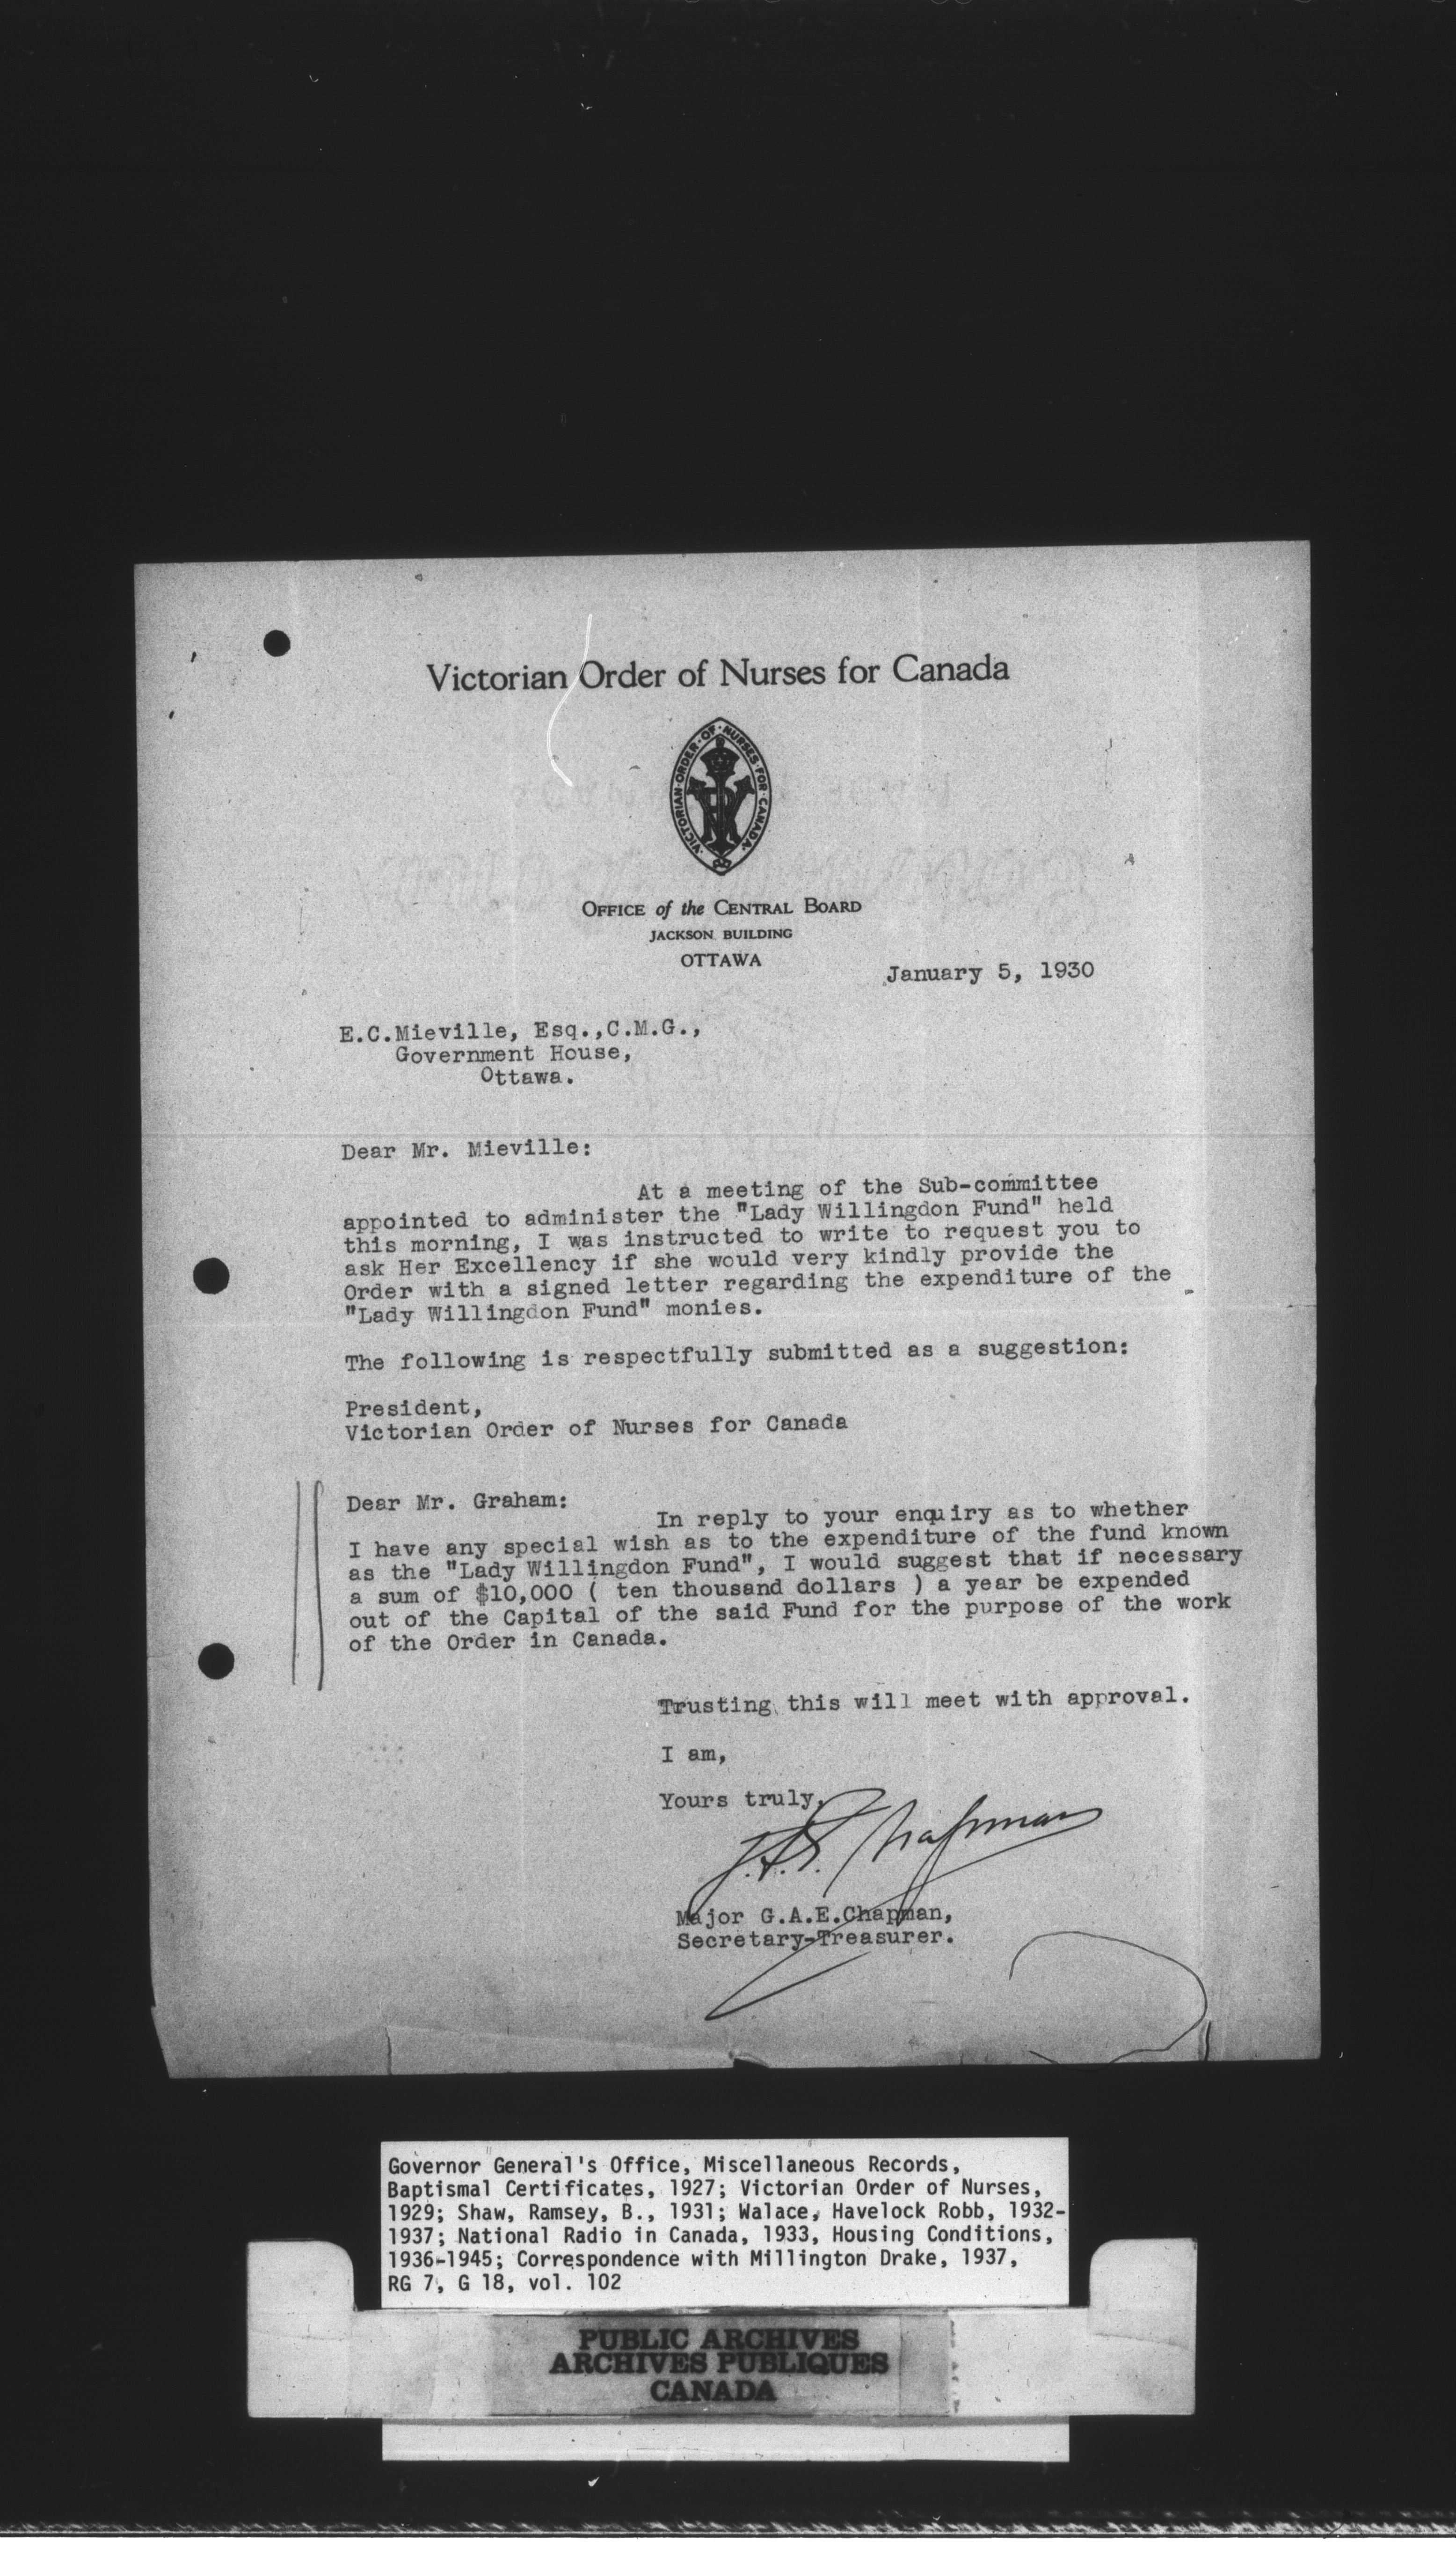 Victorian Order of Nurses for Canada
VICTORIAN · ORDER · OF · NURSES · FOR · CANADA
OFFICE of the CENTRAL BOARD
JACKSON BUILDING
OTTAWA
January 5, 1930
E.C.Mieville, Esq.,C.M.G.,
Government House,
Ottawa.
Dear Mr. Mieville:
At a meeting of the Sub-committee
appointed to administer the "Lady Willingdon Fund" held
this morning, I was instructed to write to request you to
ask Her Excellency if she would very kindly provide the
Order with a signed letter regarding the expenditure of the
"Lady Willingdon Fund" monies.
The following is respectfully submitted as a suggestion:
President,
Victorian Order of Nurses for Canada
Dear Mr. Graham:
In reply to your enquiry as to whether
I have any special wish as to the expenditure of the fund known
as the "Lady Willingdon Fund", I would suggest that if necessary
a sum of $10,000 ( ten thousand dollars ) a year be expended
out of the Capital of the said Fund for the purpose of the work
of the Order in Canada.
Trusting this will meet with approval.
I am,
Yours truly,
G.A.E. Chapman
Major G.A.E.Chapman,
Secretary-Treasurer.
Governor General's Office, Miscellaneous Records,
Baptismal Certificates, 1927; Victorian Order of Nurses,
1929; Shaw, Ramsey, B., 1931; Walace, Havelock Robb, 1932-
1937; National Radio in Canada, 1933, Housing Conditions,
1936-1945; Correspondence with Millington Drake, 1937,
RG 7, G 18, vol. 102
PUBLIC ARCHIVES
ARCHIVES PUBLIQUES
CANADA